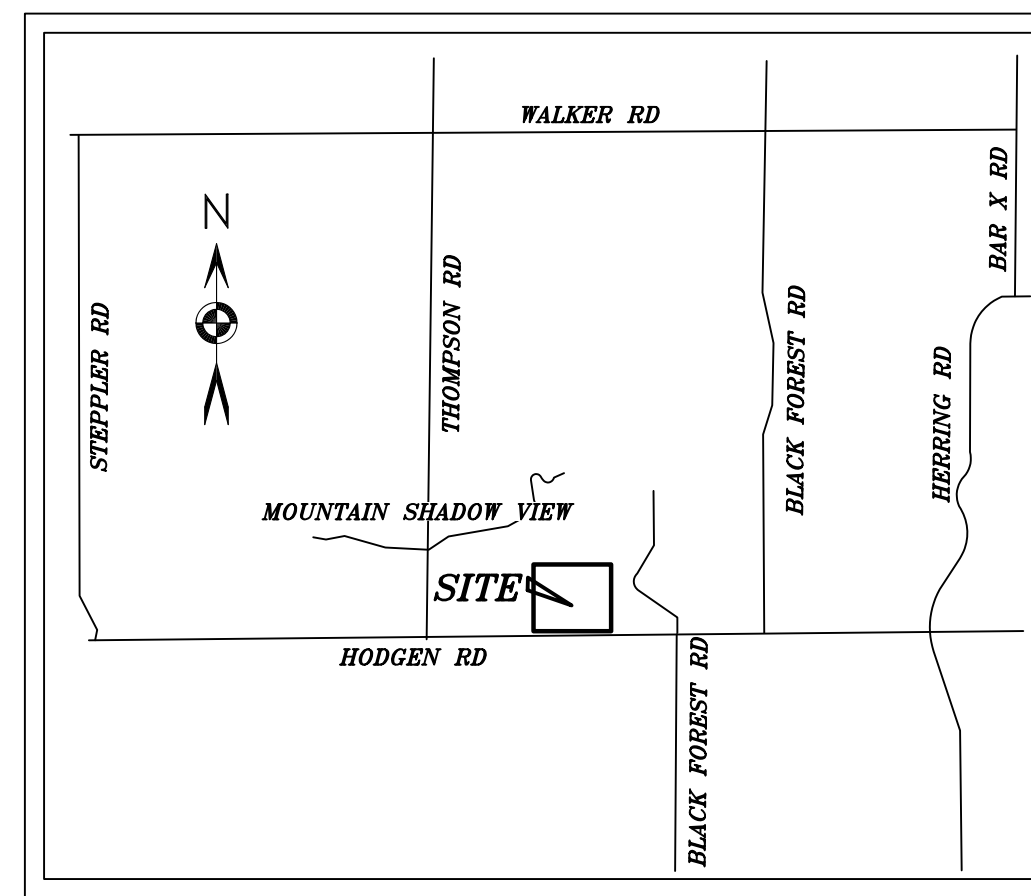 WALKER RD
BAR X RD
N
THOMPSON RD
BLACK FOREST RD
STEPPLER RD
HERRING RD
MOUNTAIN SHADOW VIEW
SITE
HODGEN RD
BLACK FOREST RD